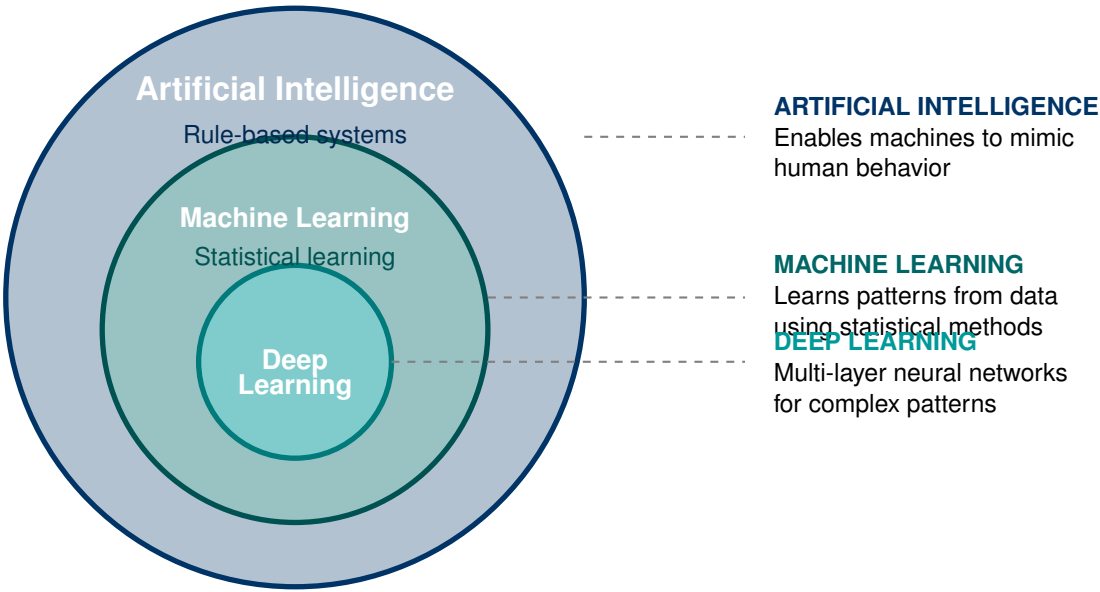 Artificial Intelligence
Rule-based systems
Machine Learning
Statistical learning
Deep
Learning
ARTIFICIAL INTELLIGENCE
Enables machines to mimic
human behavior
MACHINE LEARNING
Learns patterns from data
using statistical methods
DEEP LEARNING
Multi-layer neural networks
for complex patterns